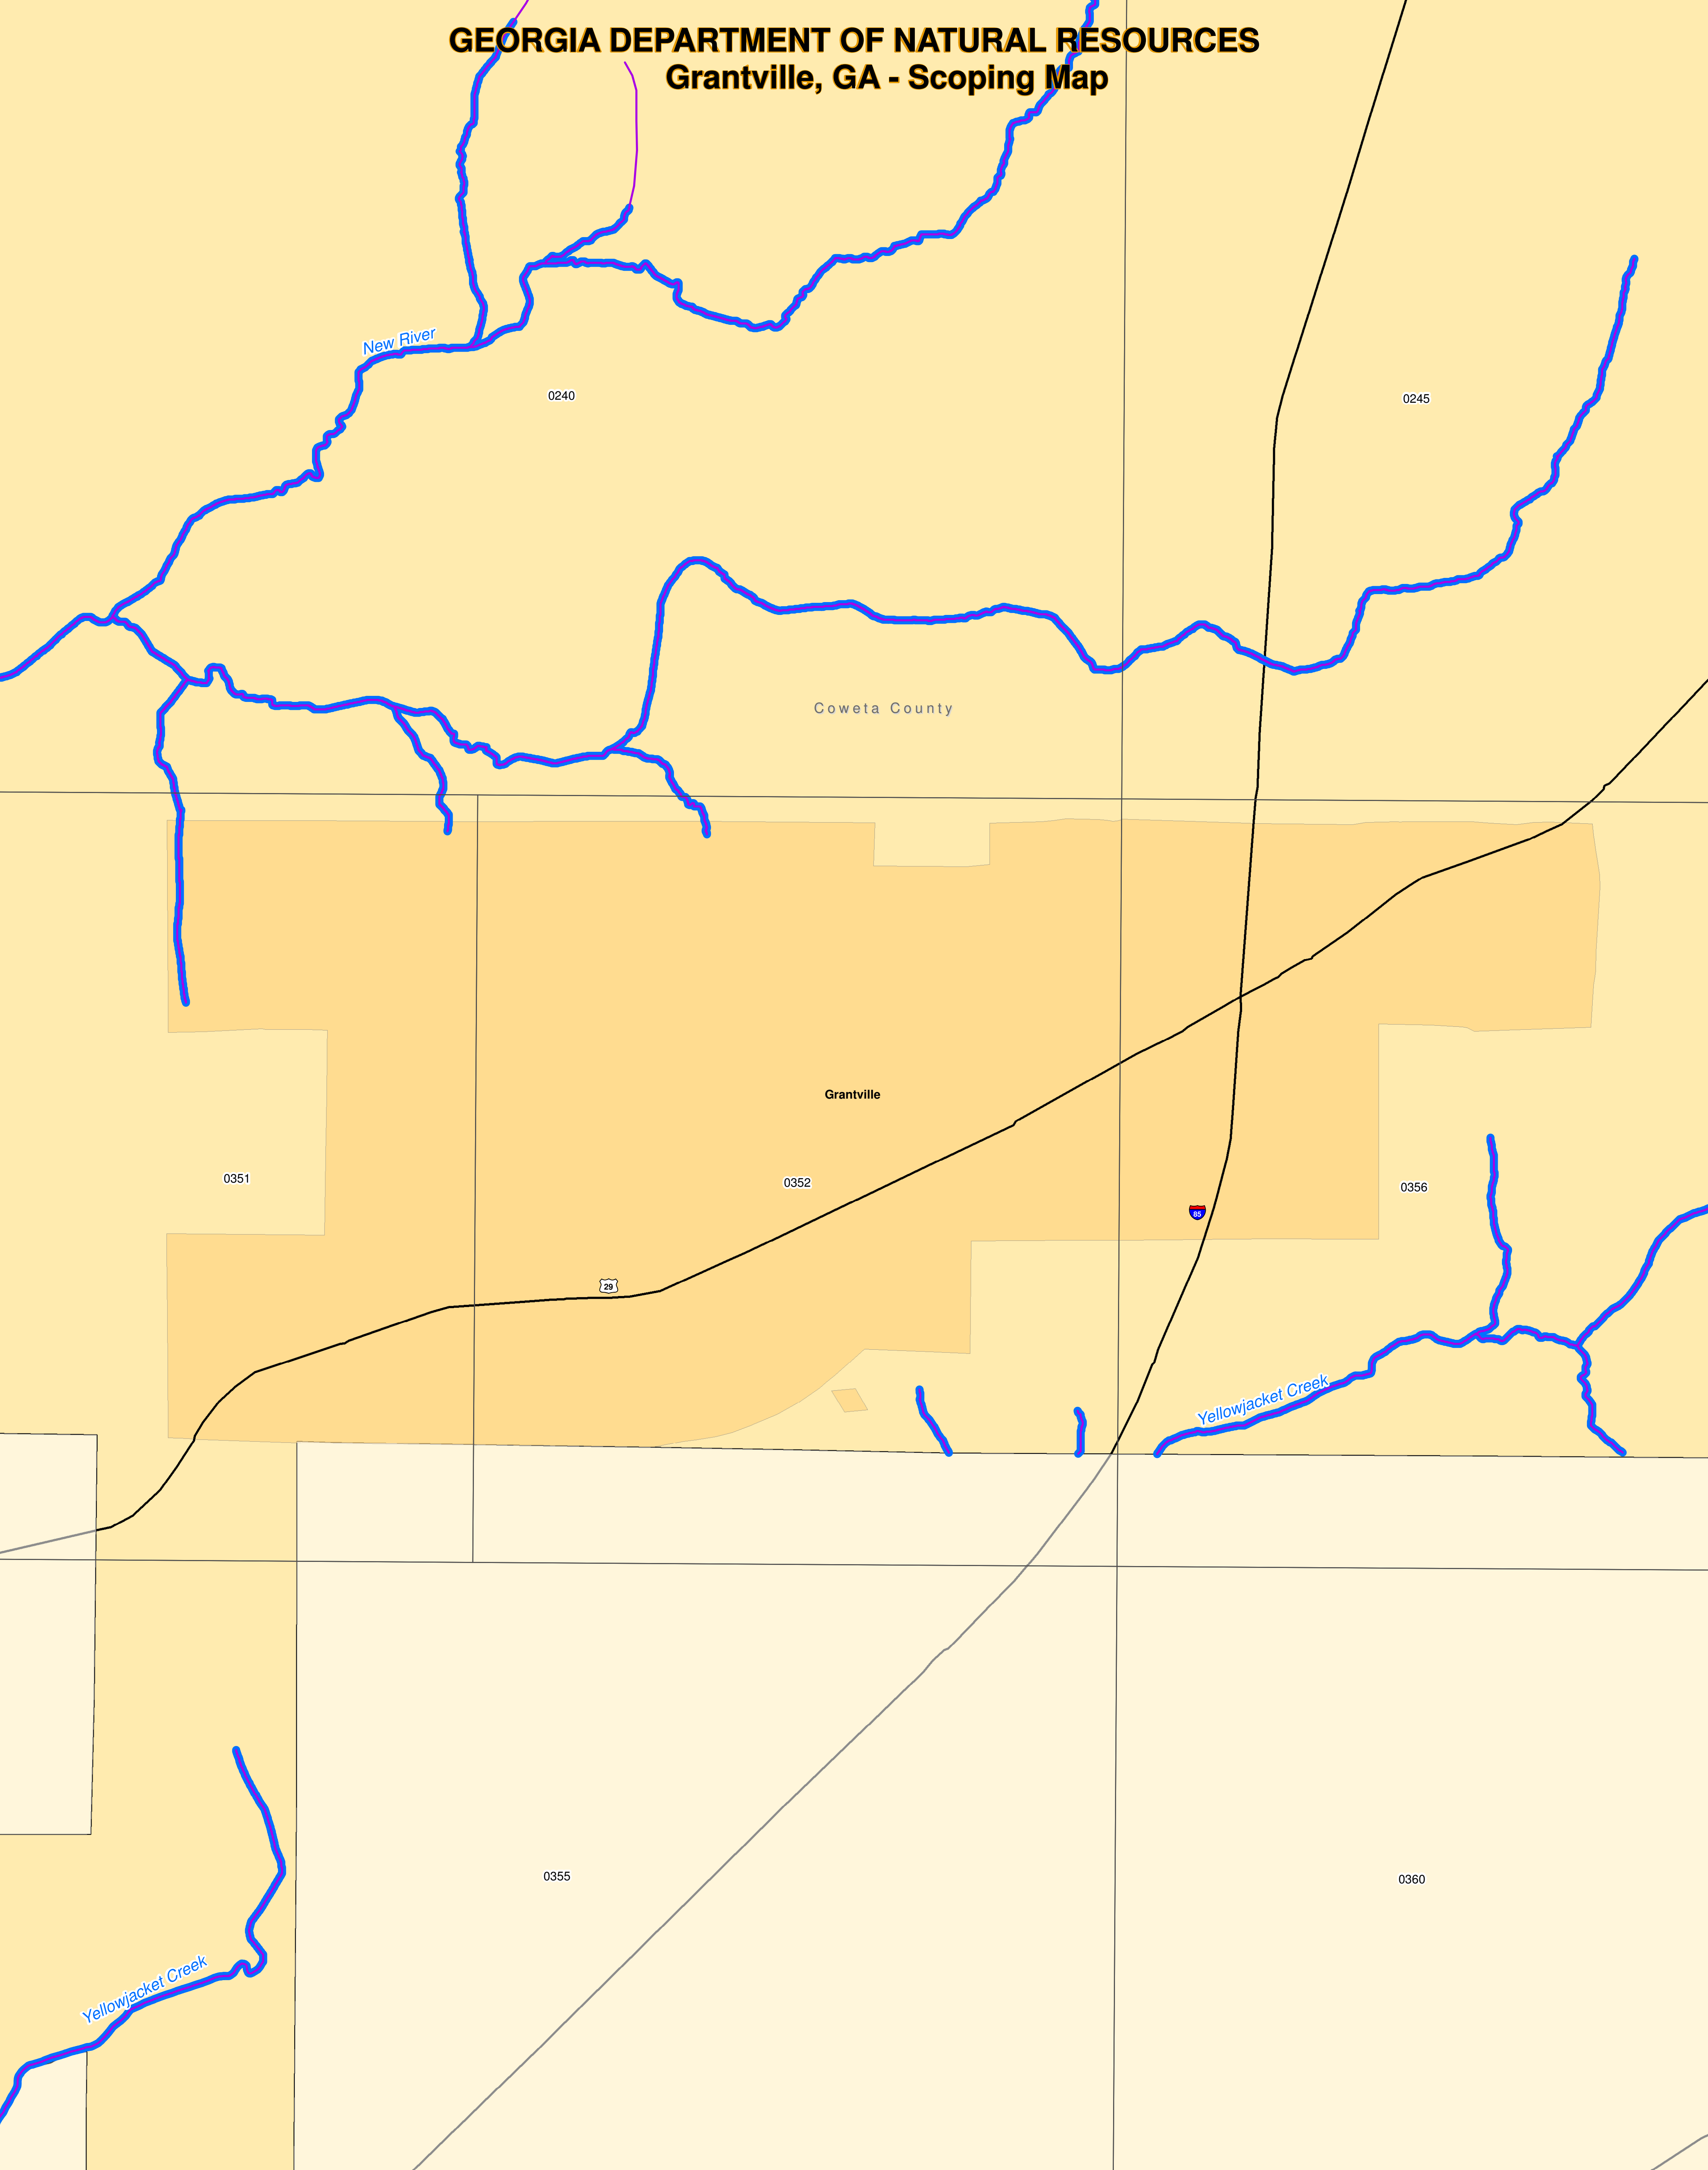 GEORGIA DEPARTMENT OF NATURAL RESOURCES
Grantville, GA - Scoping Map
New River
0240
0245
Coweta County
Grantville
0351
0352
0356
85
29
Yellowjacket Creek
0355
0360
Yellowjacket Creek